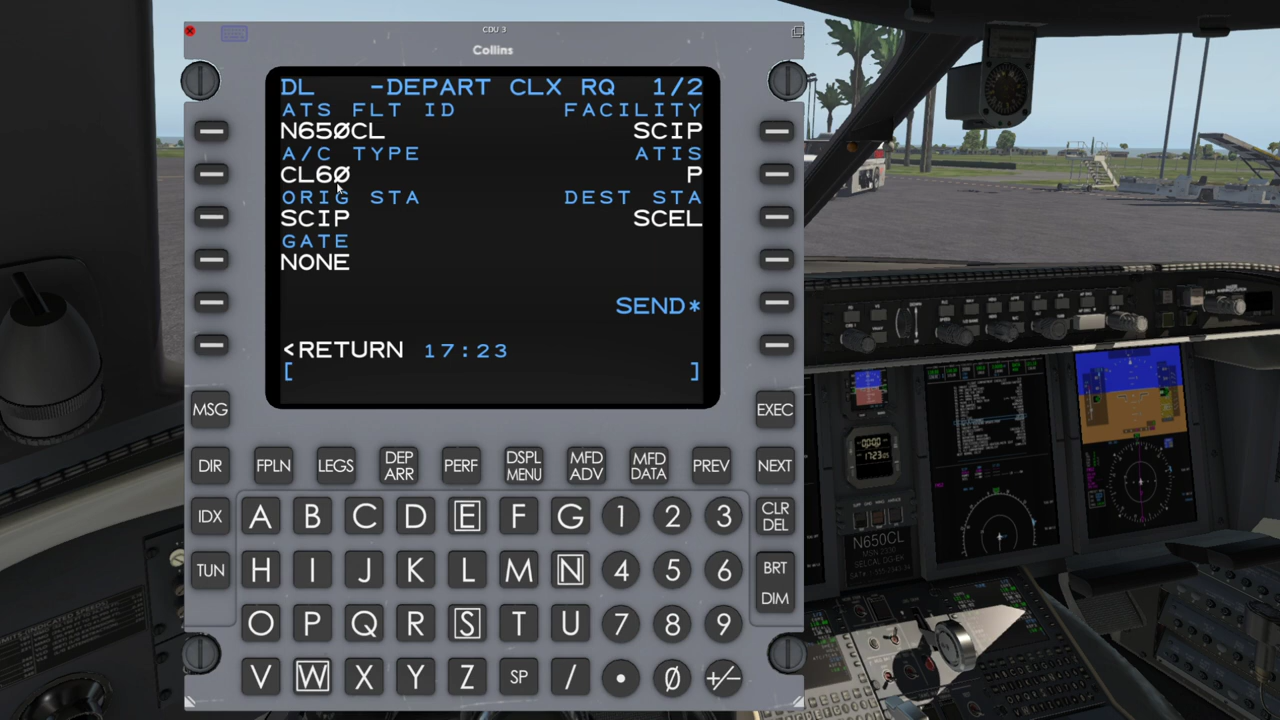 CDU 3
Collins
DL -DEPART CLX RQ 1/2
ATS FLT ID FACILITY
N650CL SCIP
A/C TYPE ATIS
CL60 P
ORIG STA DEST STA
SCIP SCEL
GATE
NONE
SEND*
<RETURN 17:23
[ ]
MSG EXEC
DIR FPLN LEGS DEP ARR PERF DSPL MENU MFD ADV MFD DATA PREV NEXT
IDX A B C D E F G 1 2 3 CLR DEL
TUN H I J K L M N 4 5 6 BRT DIM
O P Q R S T U 7 8 9
V W X Y Z SP / • 0 +/−
N650CL